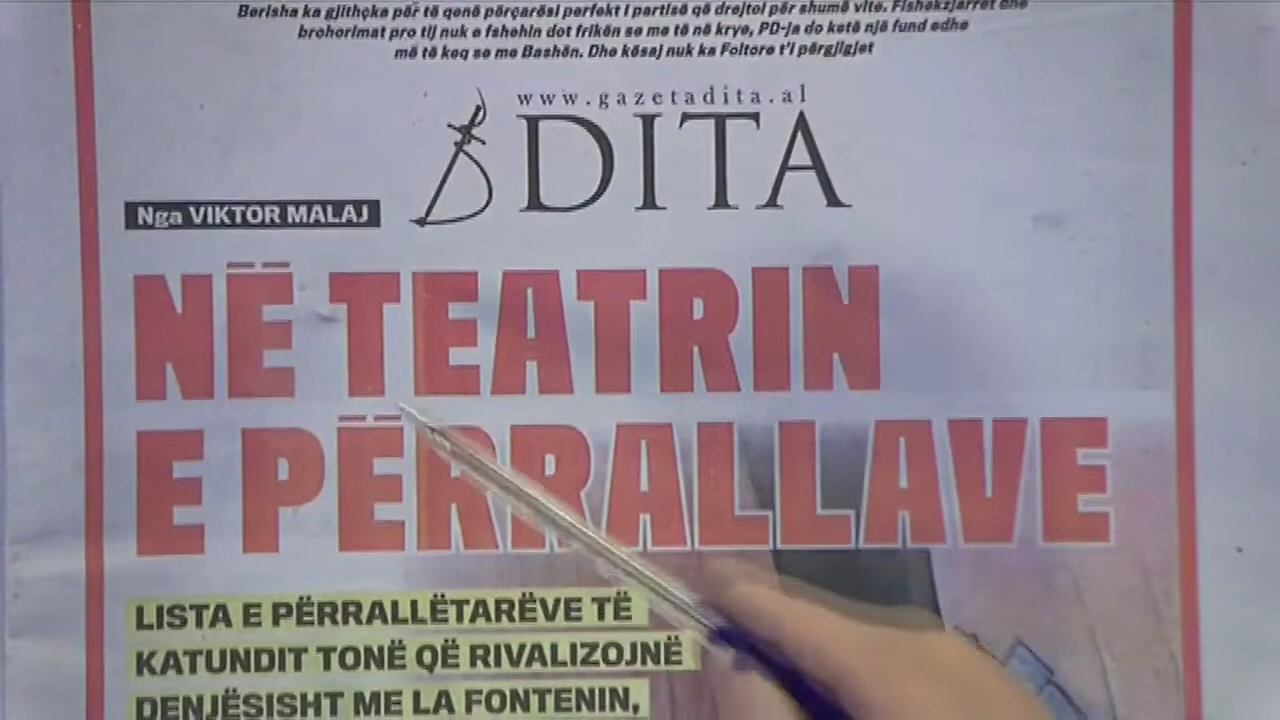 Berisha ka gjithçka për të qenë përçarësi perfekt i partisë që drejtoi për shumë vite. Fishekzjarret dhe
brohorimat pro tij nuk e fshehin dot frikën se me të në krye, PD-ja do ketë një fund edhe
më të keq se me Bashën. Dhe kësaj nuk ka Foltore t'i përgjigjet
www.gazetadita.al
DITA
Nga VIKTOR MALAJ
NË TEATRIN
E PËRRALLAVE
LISTA E PËRRALLËTARËVE TË
KATUNDIT TONË QË RIVALIZOJNË
DENJËSISHT ME LA FONTENIN,